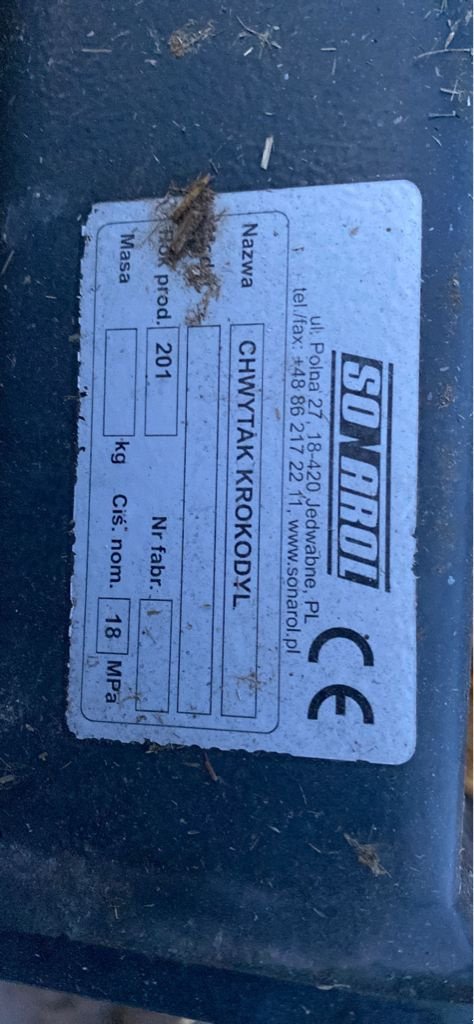 SONAROL
CE
ul. Polna 27, 18-420 Jedwabne, PL
tel./fax: +48 86 217 22 11, www.sonarol.pl
Nazwa CHWYTAK KROKODYL
prod. 201 Nr fabr.
Masa kg Ciś. nom. 18 MPa